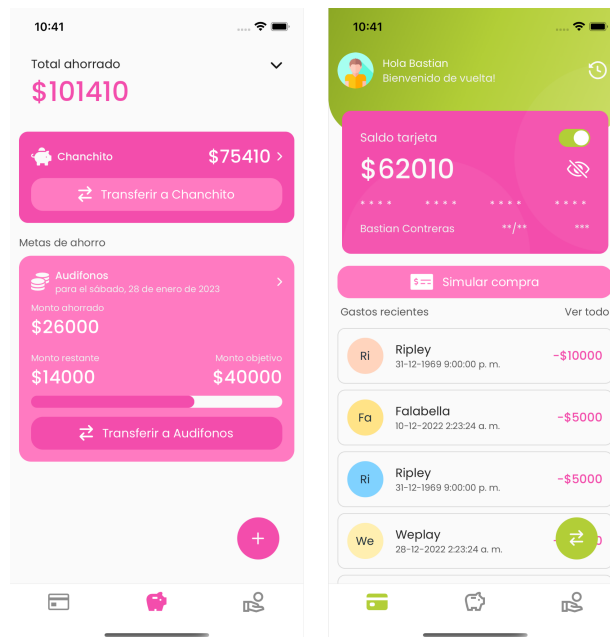 10:41
Total ahorrado
$101410
Chanchito
$75410
Transferir a Chanchito
Metas de ahorro
Audifonos
para el sábado, 28 de enero de 2023
Monto ahorrado
$26000
Monto restante
Monto objetivo
$14000
$40000
Transferir a Audifonos
+
10:41
Hola Bastian
Bienvenido de vuelta!
Saldo tarjeta
$62010
**** **** **** ****
Bastian Contreras **/** ***
Simular compra
Gastos recientes
Ver todo
Ri
Ripley
31-12-1969 9:00:00 p. m.
-$10000
Fa
Falabella
10-12-2022 2:23:24 a. m.
-$5000
Ri
Ripley
31-12-1969 9:00:00 p. m.
-$5000
We
Weplay
28-12-2022 2:23:24 a. m.